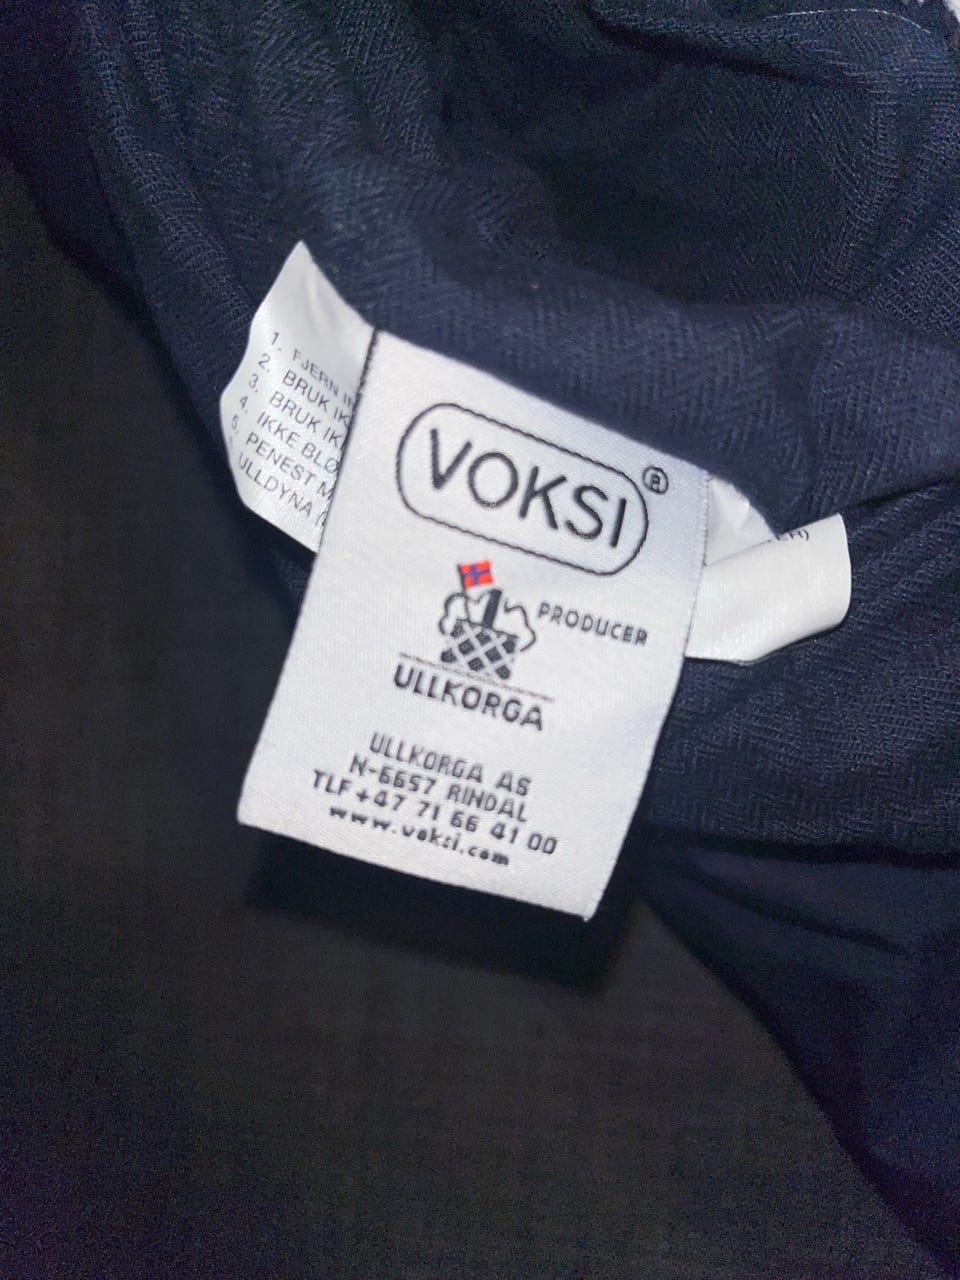 VOKSI®
PRODUCER
ULLKORGA
ULLKORGA AS
N-6657 RINDAL
TLF +47 71 66 41 00
www.voksi.com
1. FJERN
2. BRUK
3. BRUK
4. IKKE
5. PENEST
ULLDYNA